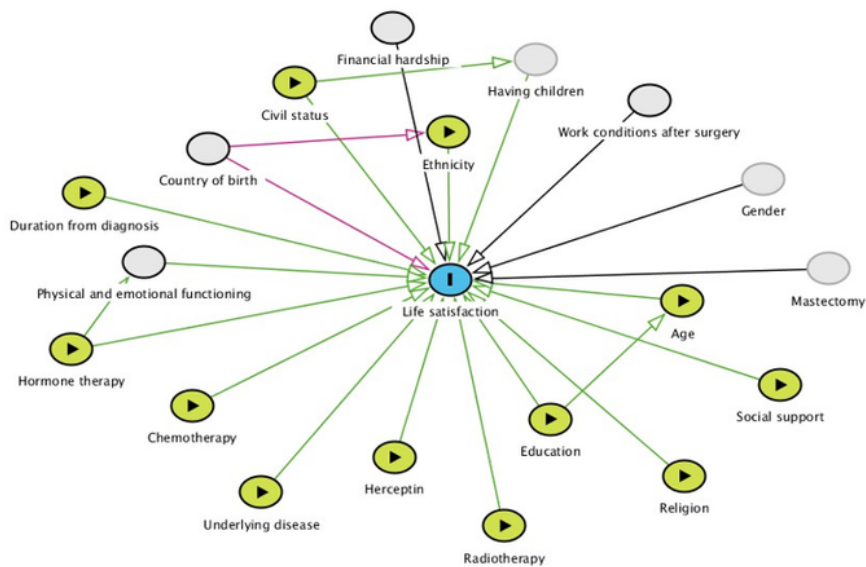 Financial hardship
Having children
Civil status
Work conditions after surgery
Ethnicity
Country of birth
Gender
Duration from diagnosis
Physical and emotional functioning
Mastectomy
Life satisfaction
Age
Hormone therapy
Social support
Chemotherapy
Education
Herceptin
Religion
Underlying disease
Radiotherapy